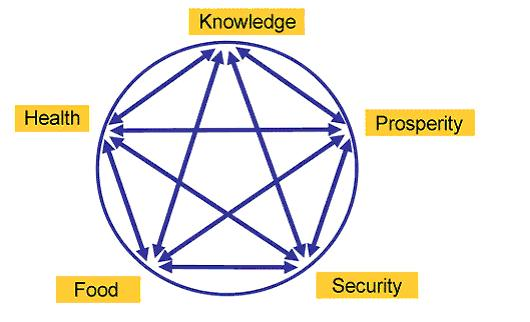 Knowledge
Health
Prosperity
Food
Security